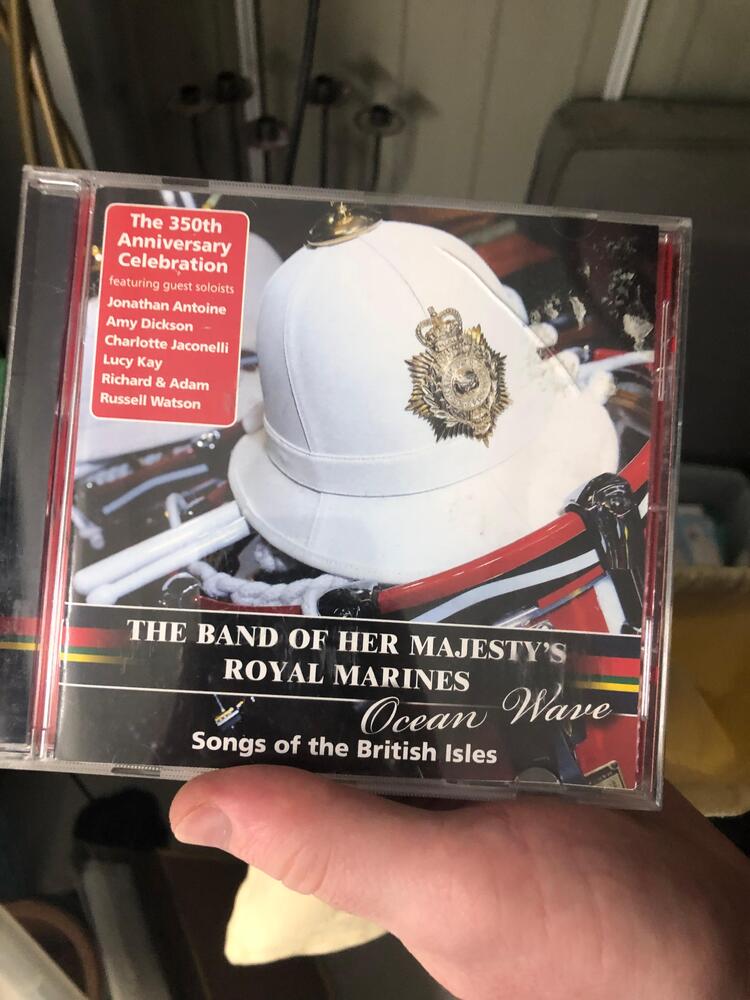 The 350th
Anniversary
Celebration
featuring guest soloists
Jonathan Antoine
Amy Dickson
Charlotte Jaconelli
Lucy Kay
Richard & Adam
Russell Watson
THE BAND OF HER MAJESTY'S
ROYAL MARINES
Ocean Wave
Songs of the British Isles